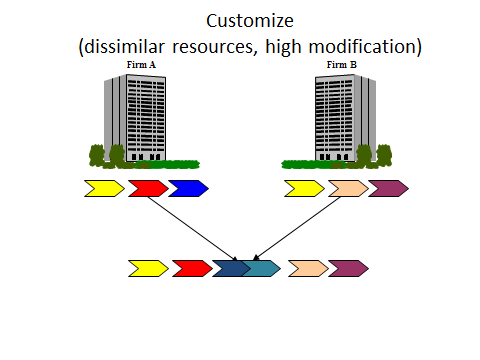 Customize
(dissimilar resources, high modification)
Firm A
Firm B